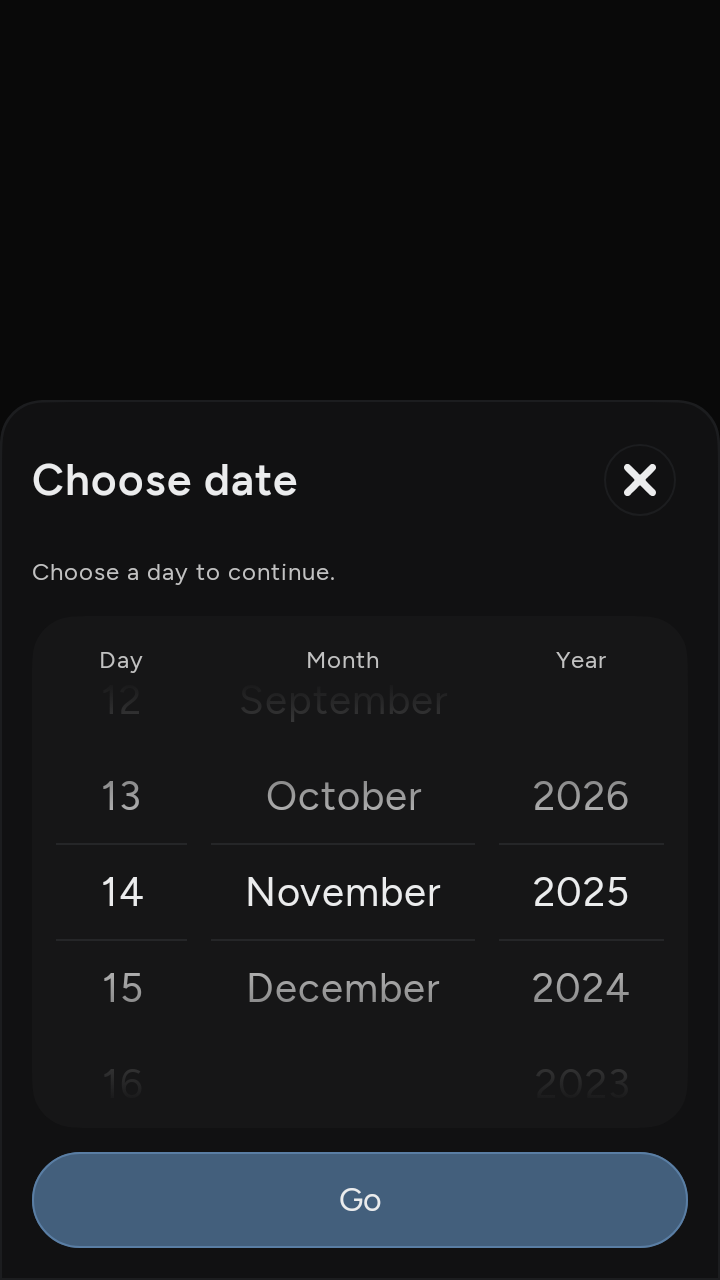 Choose date
Choose a day to continue.
Day Month Year
12 September
13 October 2026
14 November 2025
15 December 2024
16 2023
Go